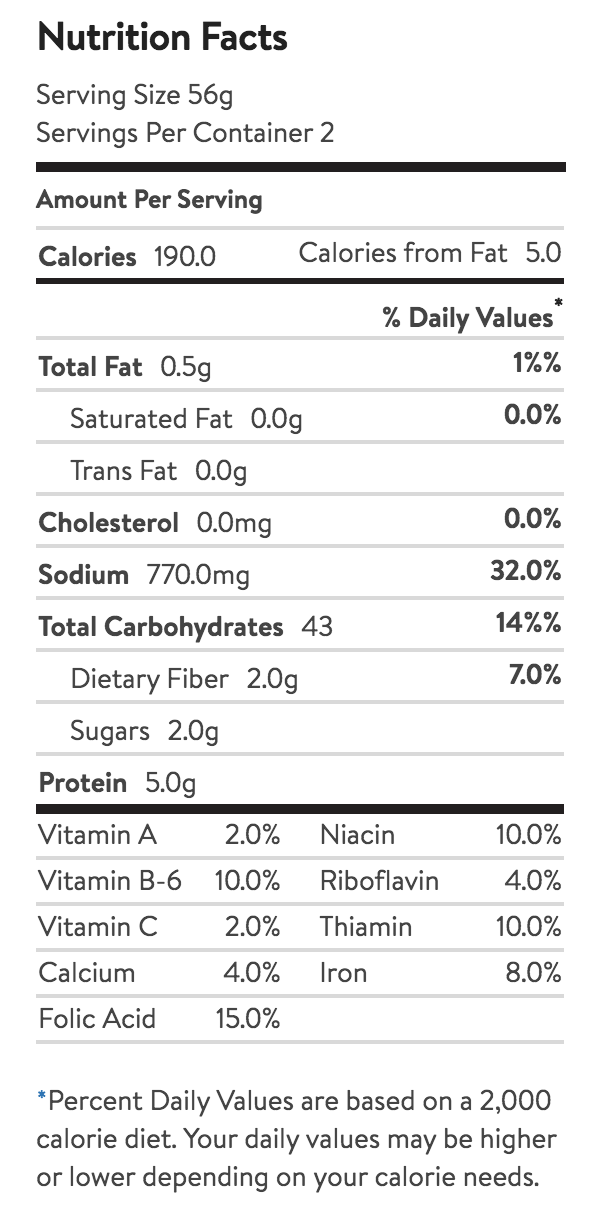 Nutrition Facts
Serving Size 56g
Servings Per Container 2
Amount Per Serving
Calories 190.0 Calories from Fat 5.0
% Daily Values*
Total Fat 0.5g 1%%
Saturated Fat 0.0g 0.0%
Trans Fat 0.0g
Cholesterol 0.0mg 0.0%
Sodium 770.0mg 32.0%
Total Carbohydrates 43 14%%
Dietary Fiber 2.0g 7.0%
Sugars 2.0g
Protein 5.0g
Vitamin A 2.0% Niacin 10.0%
Vitamin B-6 10.0% Riboflavin 4.0%
Vitamin C 2.0% Thiamin 10.0%
Calcium 4.0% Iron 8.0%
Folic Acid 15.0%
*Percent Daily Values are based on a 2,000
calorie diet. Your daily values may be higher
or lower depending on your calorie needs.